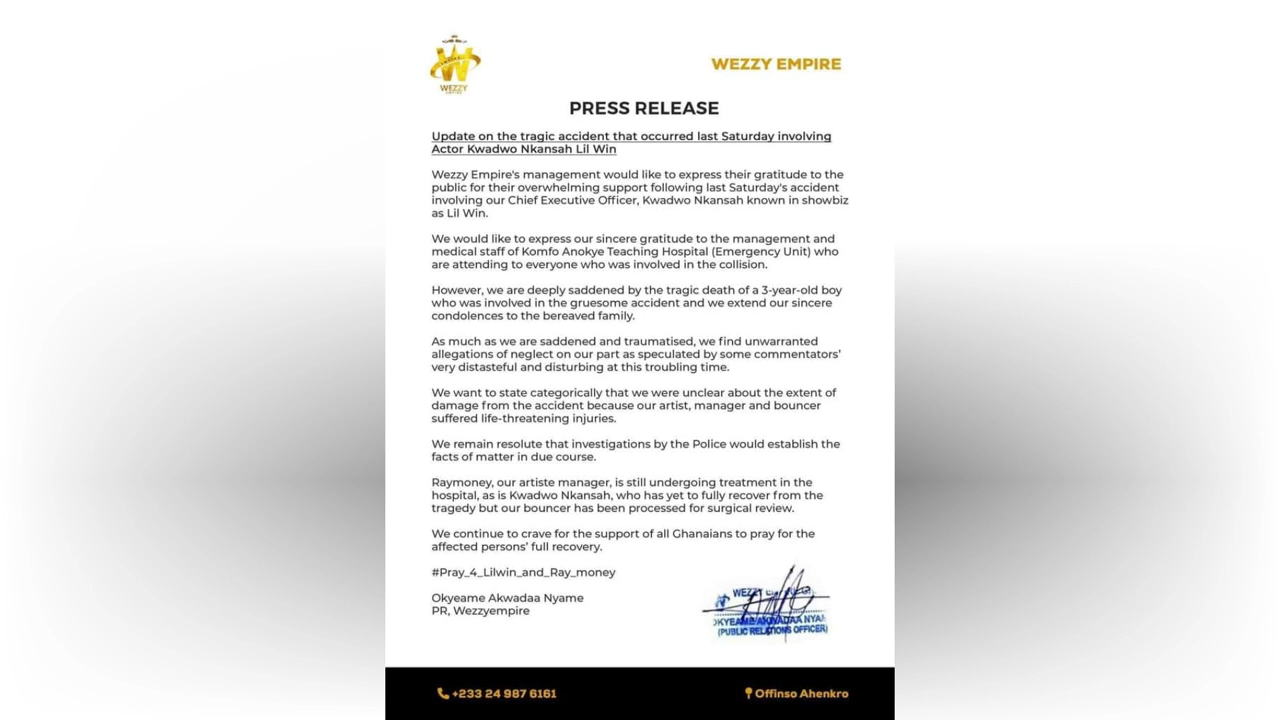 WEZZY
EMPIRE
WEZZY EMPIRE
PRESS RELEASE
Update on the tragic accident that occurred last Saturday involving
Actor Kwadwo Nkansah Lil Win
Wezzy Empire's management would like to express their gratitude to the
public for their overwhelming support following last Saturday's accident
involving our Chief Executive Officer, Kwadwo Nkansah known in showbiz
as Lil Win.
We would like to express our sincere gratitude to the management and
medical staff of Komfo Anokye Teaching Hospital (Emergency Unit) who
are attending to everyone who was involved in the collision.
However, we are deeply saddened by the tragic death of a 3-year-old boy
who was involved in the gruesome accident and we extend our sincere
condolences to the bereaved family.
As much as we are saddened and traumatised, we find unwarranted
allegations of neglect on our part as speculated by some commentators'
very distasteful and disturbing at this troubling time.
We want to state categorically that we were unclear about the extent of
damage from the accident because our artist, manager and bouncer
suffered life-threatening injuries.
We remain resolute that investigations by the Police would establish the
facts of matter in due course.
Raymoney, our artiste manager, is still undergoing treatment in the
hospital, as is Kwadwo Nkansah, who has yet to fully recover from the
tragedy but our bouncer has been processed for surgical review.
We continue to crave for the support of all Ghanaians to pray for the
affected persons' full recovery.
#Pray_4_Lilwin_and_Ray_money
Okyeame Akwadaa Nyame
PR, Wezzyempire
WEZZY
(PUBLIC RELATIONS OFFICER)
+233 24 987 6161
Offinso Ahenkro